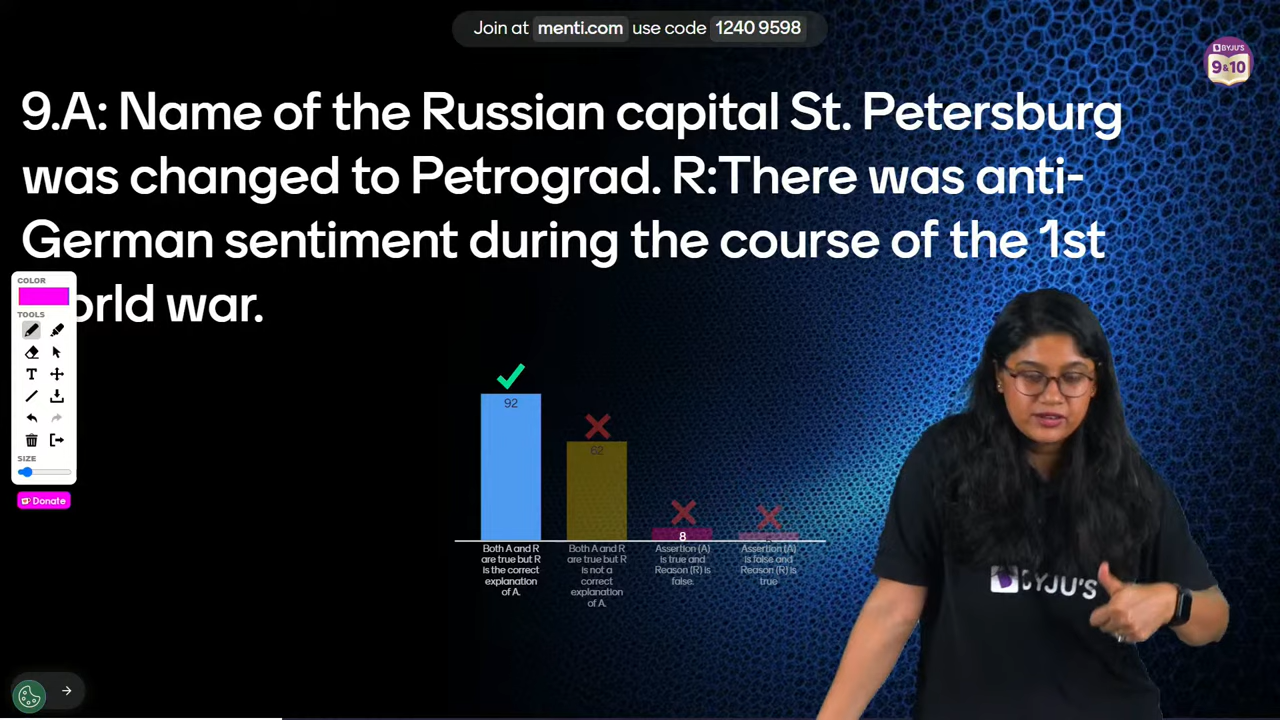 Join at menti.com use code 1240 9598
BYJU'S
9&10
9.A: Name of the Russian capital St. Petersburg
was changed to Petrograd. R:There was anti-
German sentiment during the course of the 1st
orld war.
COLOR
TOOLS
T
SIZE
Donate
92
62
8
Both A and R
are true but R
is the correct
explanation
of A.
Both A and R
are true but R
is not a
correct
explanation
of A.
Assertion (A)
is true and
Reason (R) is
false.
Assertion (A)
is false and
Reason (R) is
true
BYJU'S